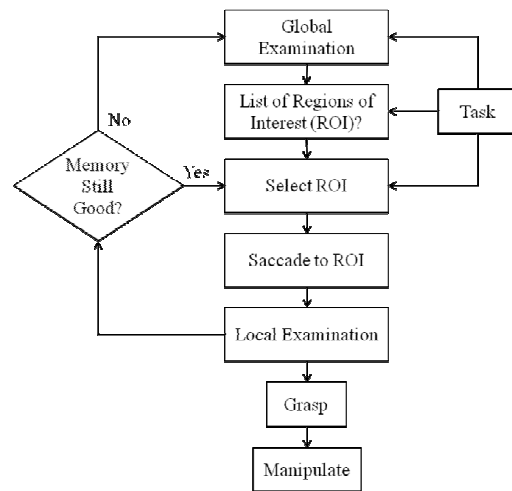 Global
Examination
List of Regions of
Interest (ROI)?
Task
No
Memory
Still
Good?
Yes
Select ROI
Saccade to ROI
Local Examination
Grasp
Manipulate